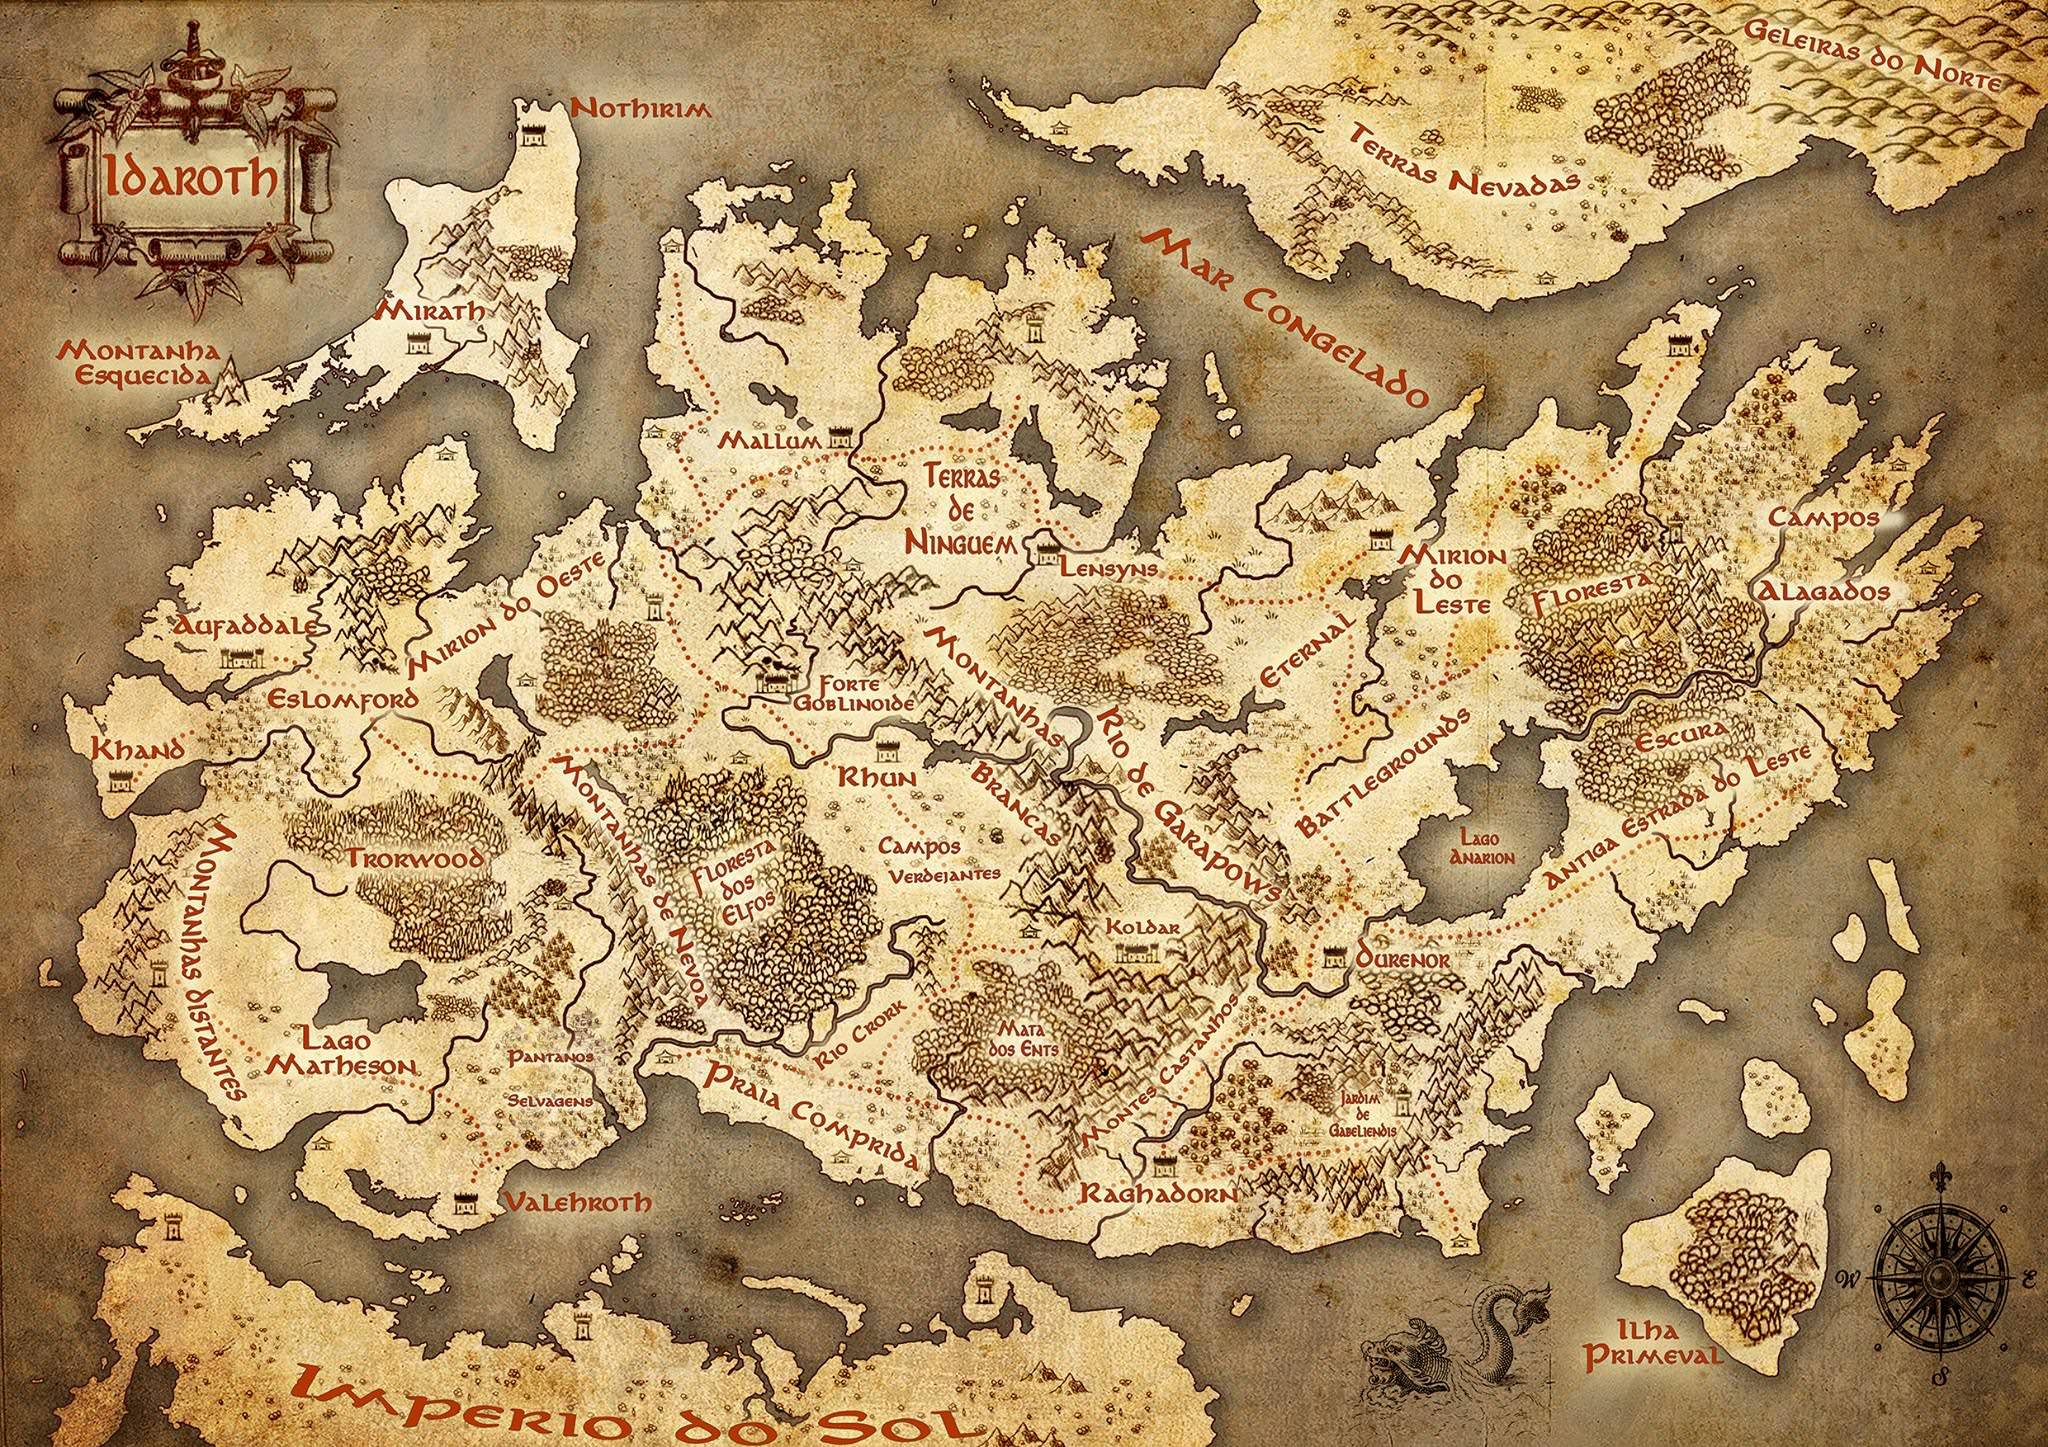 Idaroth
Nothirim
Geleiras do Norte
Terras Nevadas
Mar Congelado
Mirath
Montanha
Esquecida
Mallum
Terras
de
Ninguem
Lensyns
Mirion
do
Leste
Campos
Alagados
Floresta
Escura
Aufaddale
Mirion do Oeste
Eslomford
Khand
Forte
Goblinoide
Eternal
Battlegrounds
Montanhas
Brancas
Rio de Garapows
Rhun
Montanhas de Nevoa
Floresta
dos
Elfos
Campos
Verdejantes
Lago
Anarion
Antiga Estrada do Leste
Trorwood
Montanhas distantes
Koldar
Durenor
Lago
Matheson
Pantanos
Selvagens
Rio Crork
Mata
dos Ents
Montes Castanhos
Praia Comprida
Jardim
de
Gabeliendis
Raghadorn
Valehroth
Imperio do Sol
Ilha
Primeval
W
E
S